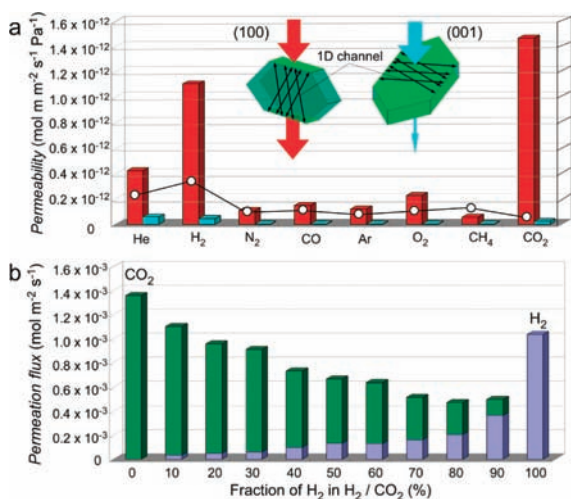 a
Permeability (mol m m-2 s-1 Pa-1)
1.6 x 10-12
1.4 x 10-12
1.2 x 10-12
1.0 x 10-12
0.8 x 10-12
0.6 x 10-12
0.4 x 10-12
0.2 x 10-12
0
(100)
(001)
1D channel
He H2 N2 CO Ar O2 CH4 CO2
b
Permeation flux (mol m-2 s-1)
1.6 x 10-3
1.4 x 10-3
1.2 x 10-3
1.0 x 10-3
0.8 x 10-3
0.6 x 10-3
0.4 x 10-3
0.2 x 10-3
0
CO2
H2
0 10 20 30 40 50 60 70 80 90 100
Fraction of H2 in H2 / CO2 (%)